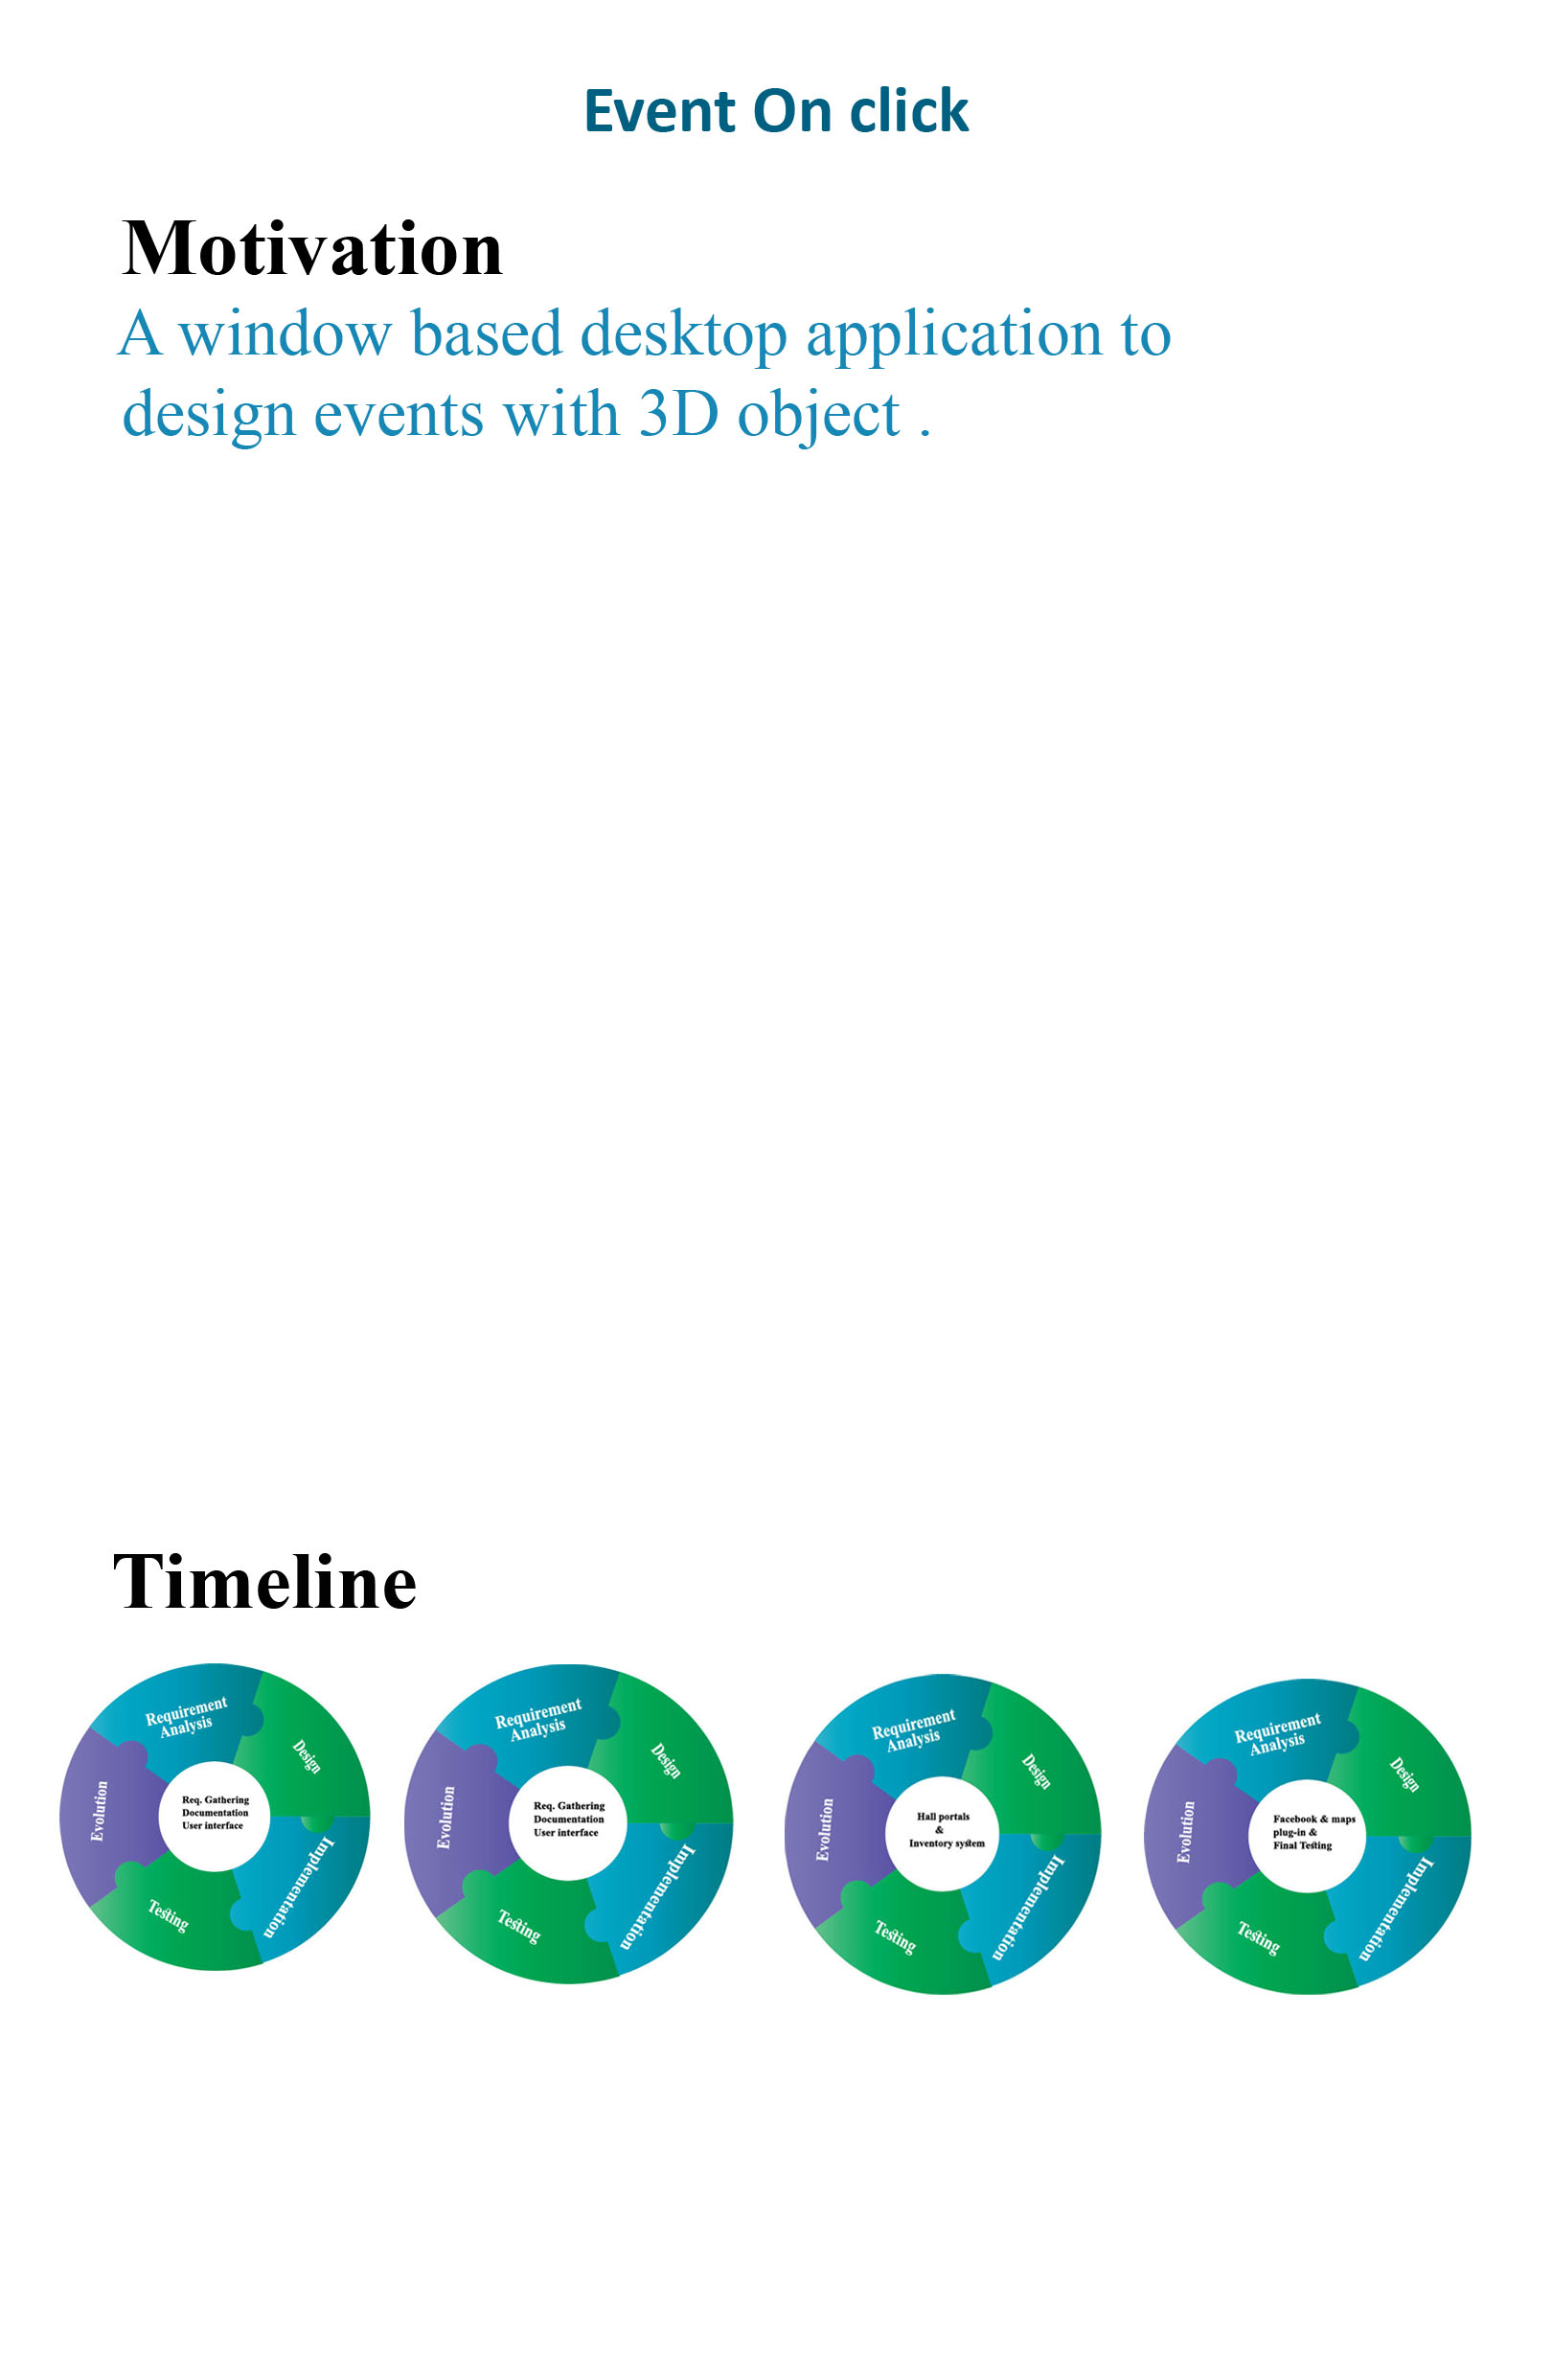 Event On click
Motivation
A window based desktop application to
design events with 3D object .
Timeline
Requirement
Analysis
Design
Implementation
Testing
Evolution
Req. Gathering
Documentation
User interface
Requirement
Analysis
Design
Implementation
Testing
Evolution
Req. Gathering
Documentation
User interface
Requirement
Analysis
Design
Implementation
Testing
Evolution
Hall portals
&
Inventory system
Requirement
Analysis
Design
Implementation
Testing
Evolution
Facebook & maps
plug-in &
Final Testing